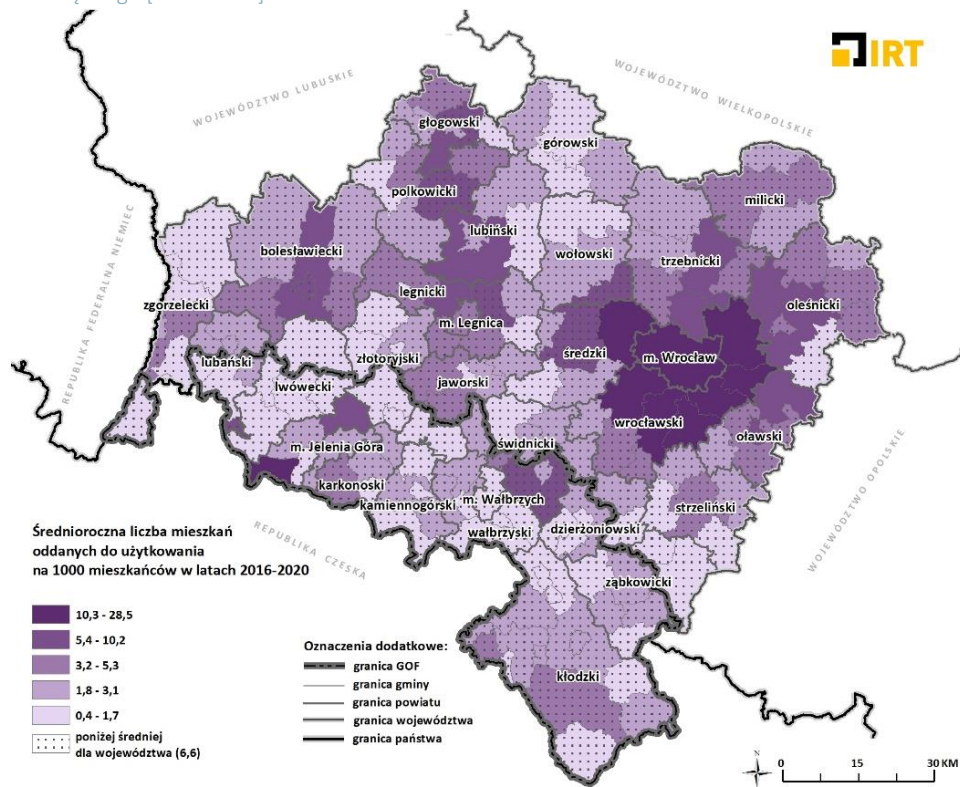 IRT
WOJEWÓDZTWO LUBUSKIE
WOJEWÓDZTWO WIELKOPOLSKIE
REPUBLIKA FEDERALNA NIEMIEC
głogowski
górowski
polkowicki
milicki
lubiński
bolesławiecki
wołowski
trzebnicki
legnicki
oleśnicki
zgorzelecki
m. Legnica
średzki
m. Wrocław
lubański
złotoryjski
lwówecki
jaworski
wrocławski
oławski
m. Jelenia Góra
świdnicki
karkonoski
kamiennogórski
m. Wałbrzych
strzeliński
wałbrzyski
dzierżoniowski
ząbkowicki
kłodzki
REPUBLIKA CZESKA
WOJEWÓDZTWO OPOLSKIE
Średnioroczna liczba mieszkań
oddanych do użytkowania
na 1000 mieszkańców w latach 2016-2020
10,3 - 28,5
5,4 - 10,2
3,2 - 5,3
1,8 - 3,1
0,4 - 1,7
poniżej średniej
dla województwa (6,6)
Oznaczenia dodatkowe:
granica GOF
granica gminy
granica powiatu
granica województwa
granica państwa
N
0 15 30 KM